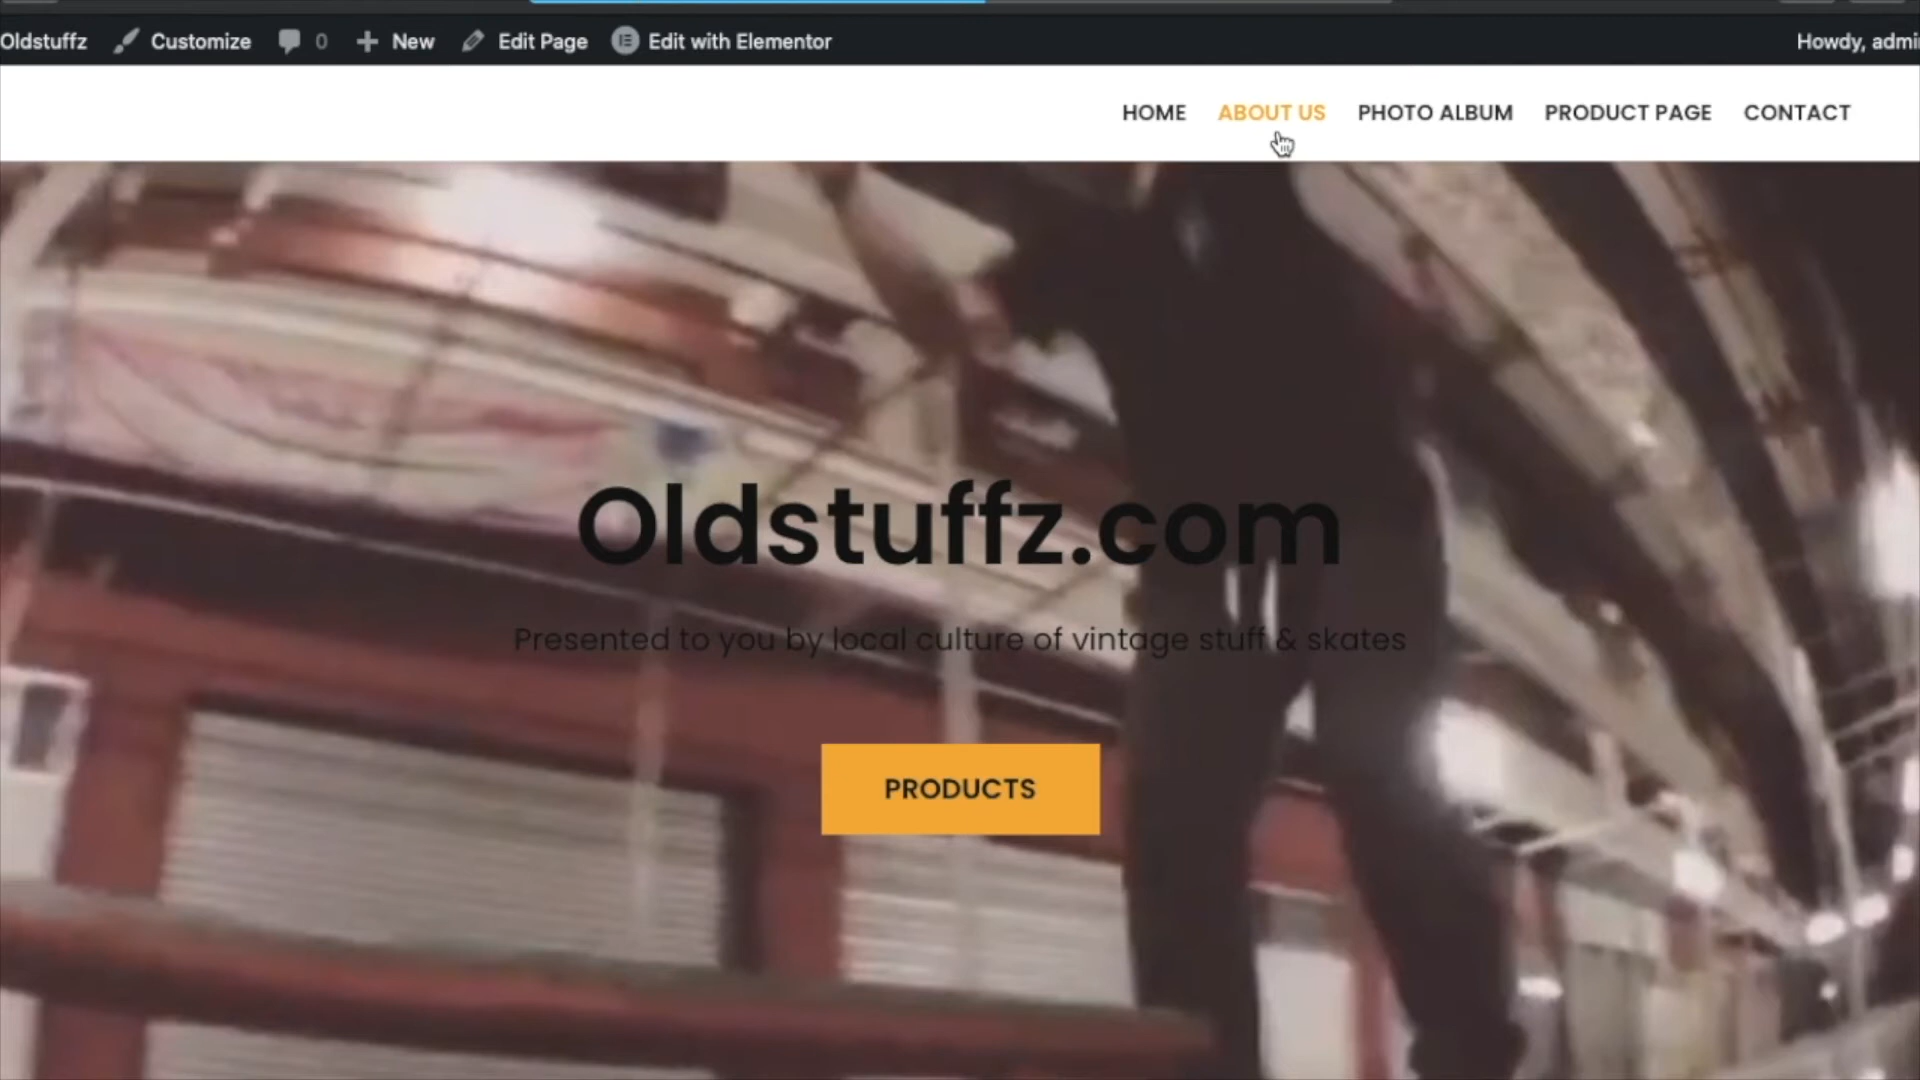 Oldstuffz Customize 0 New Edit Page Edit with Elementor Howdy, admi
HOME ABOUT US PHOTO ALBUM PRODUCT PAGE CONTACT
Oldstuffz.com
Presented to you by local culture of vintage stuff & skates
PRODUCTS